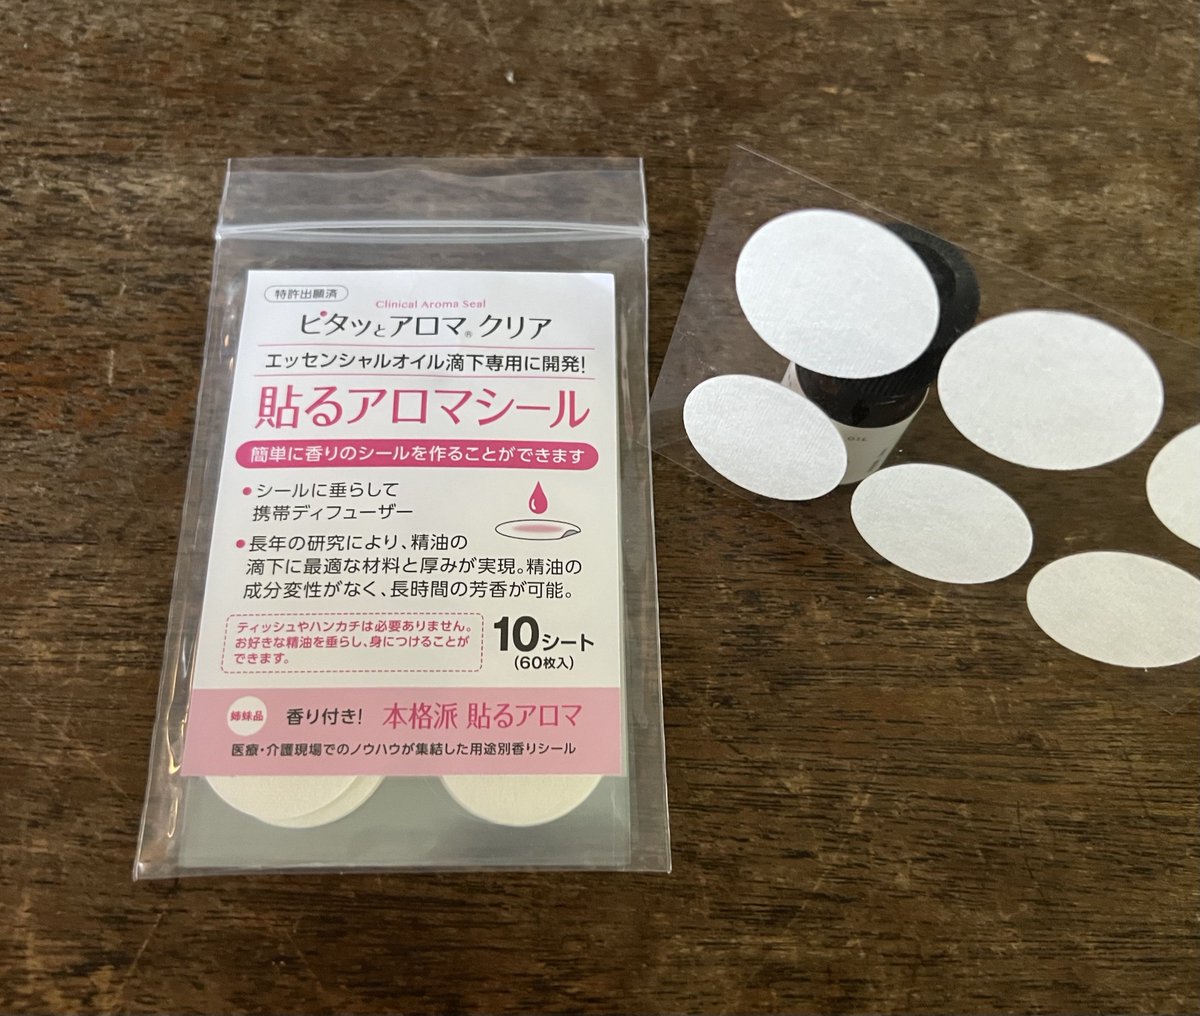 特許出願済
Clinical Aroma Seal
ピタッとアロマ® クリア
エッセンシャルオイル滴下専用に開発!
貼るアロマシール
簡単に香りのシールを作ることができます
●シールに垂らして
携帯ディフューザー
●長年の研究により、精油の
滴下に最適な材料と厚みが実現。精油の
成分変性がなく、長時間の芳香が可能。
ティッシュやハンカチは必要ありません。
お好きな精油を垂らし、身につけることが
できます。
10シート
(60枚入)
姉妹品 香り付き! 本格派 貼るアロマ
医療・介護現場でのノウハウが集結した用途別香りシール
OIL